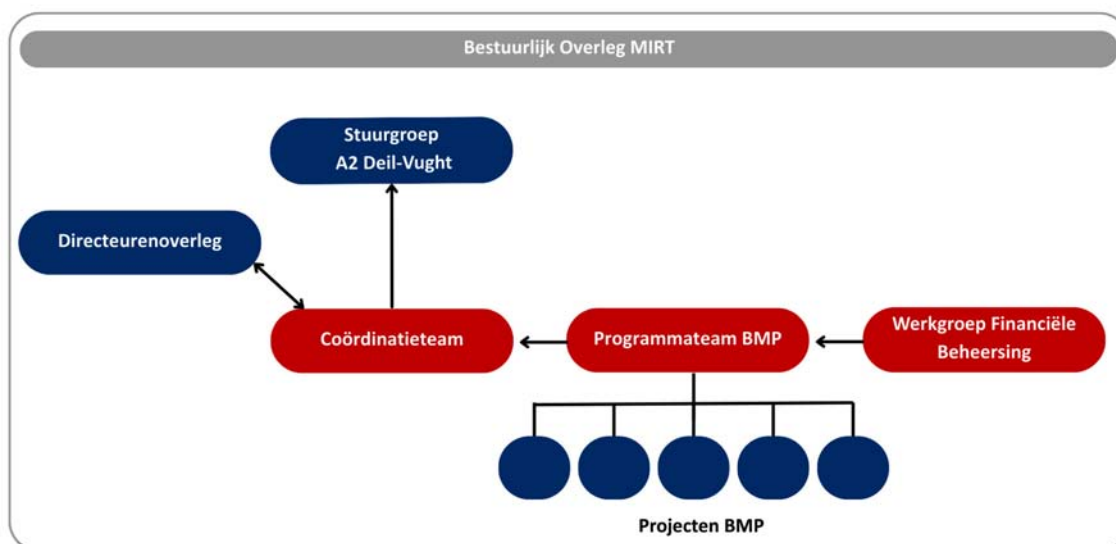 Bestuurlijk Overleg MIRT
Stuurgroep
A2 Deil-Vught
Directeurenoverleg
Coördinatieteam
Programmateam BMP
Werkgroep Financiële
Beheersing
Projecten BMP